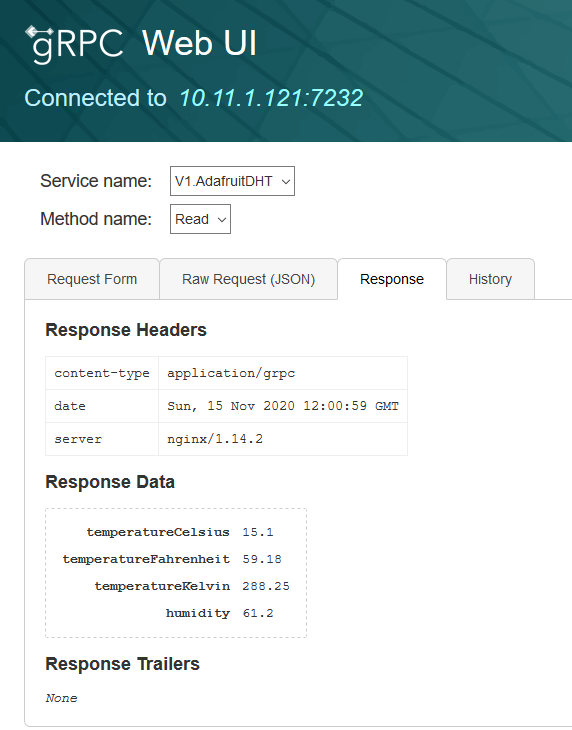 gRPC Web UI
Connected to 10.11.1.121:7232
Service name: V1.AdafruitDHT
Method name: Read
Request Form Raw Request (JSON) Response History
Response Headers
content-type application/grpc
date Sun, 15 Nov 2020 12:00:59 GMT
server nginx/1.14.2
Response Data
temperatureCelsius 15.1
temperatureFahrenheit 59.18
temperatureKelvin 288.25
humidity 61.2
Response Trailers
None